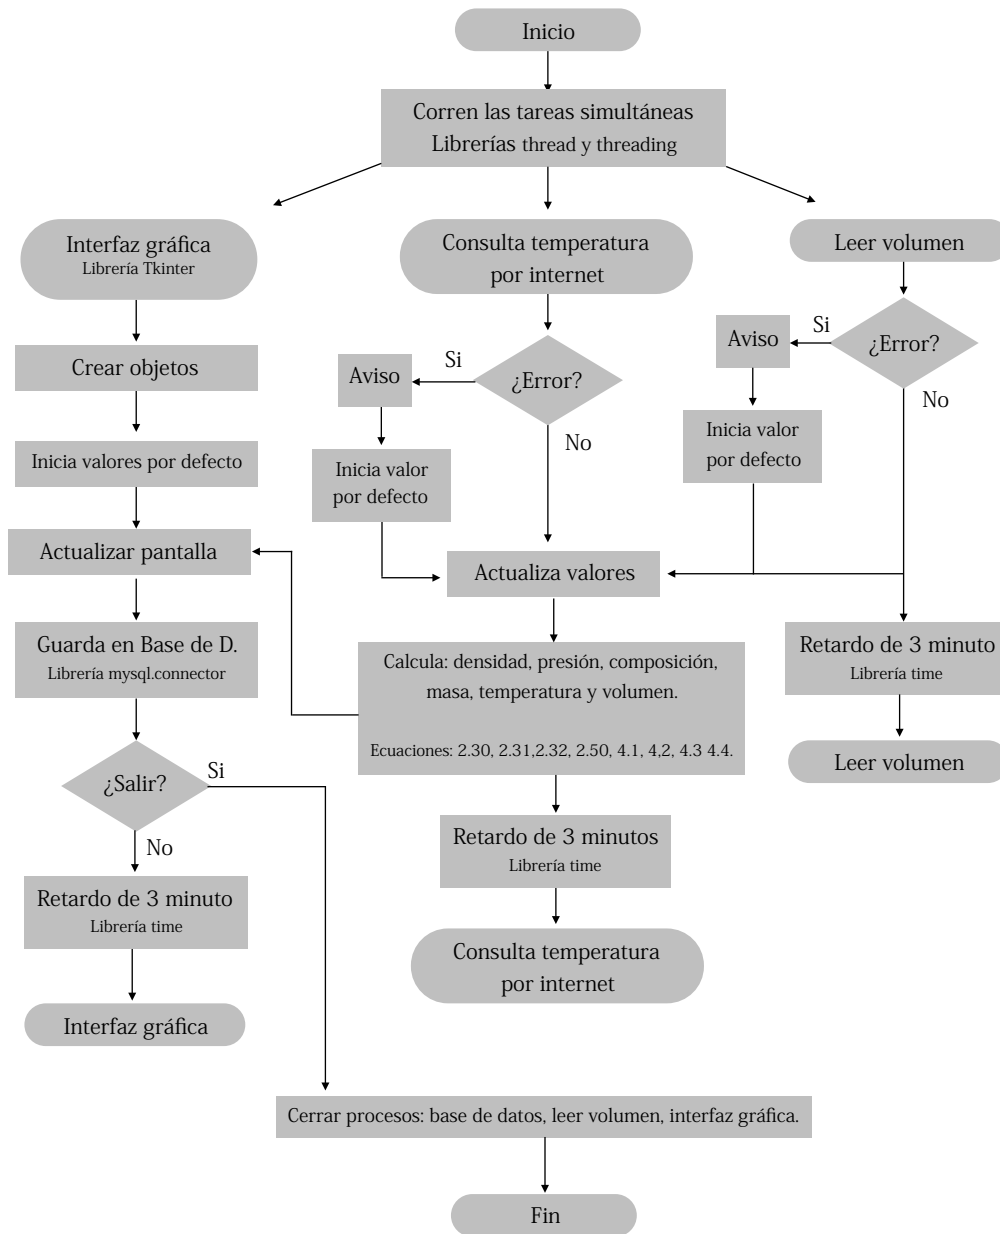 Inicio
Corren las tareas simultáneas
Librerías thread y threading
Interfaz gráfica
Librería Tkinter
Crear objetos
Inicia valores por defecto
Actualizar pantalla
Guarda en Base de D.
Librería mysql.connector
¿Salir?
Si
No
Retardo de 3 minuto
Librería time
Interfaz gráfica
Consulta temperatura
por internet
¿Error?
Si
Aviso
Inicia valor
por defecto
No
Actualiza valores
Calcula: densidad, presión, composición,
masa, temperatura y volumen.
Ecuaciones: 2.30, 2.31,2.32, 2.50, 4.1, 4,2, 4.3 4.4.
Retardo de 3 minutos
Librería time
Consulta temperatura
por internet
Leer volumen
¿Error?
Si
Aviso
Inicia valor
por defecto
No
Retardo de 3 minuto
Librería time
Leer volumen
Cerrar procesos: base de datos, leer volumen, interfaz gráfica.
Fin